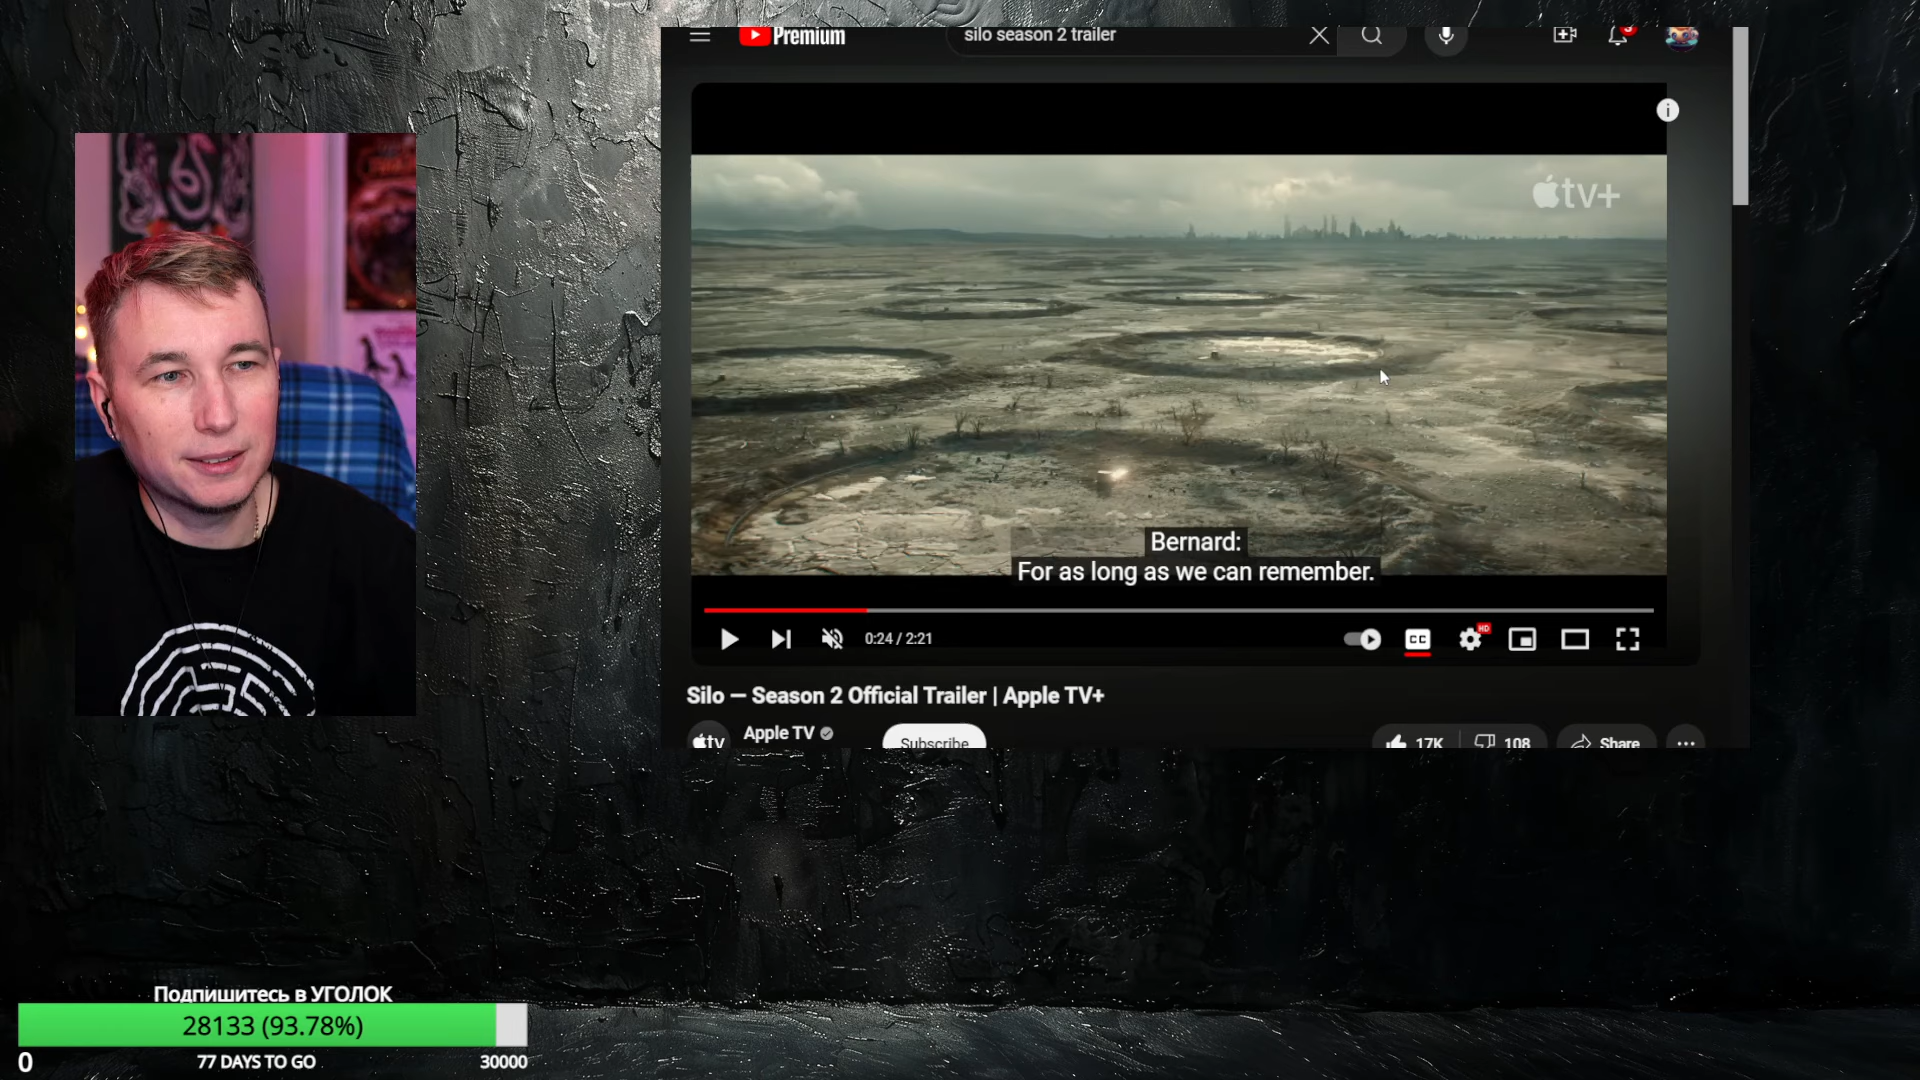 Premium
silo season 2 trailer
tv+
Bernard:
For as long as we can remember.
0:24 / 2:21
CC
HD
Silo — Season 2 Official Trailer | Apple TV+
tv
Apple TV
Subscribe
17K
108
Share
Подпишитесь в УГОЛОК
28133 (93.78%)
0
77 DAYS TO GO
30000